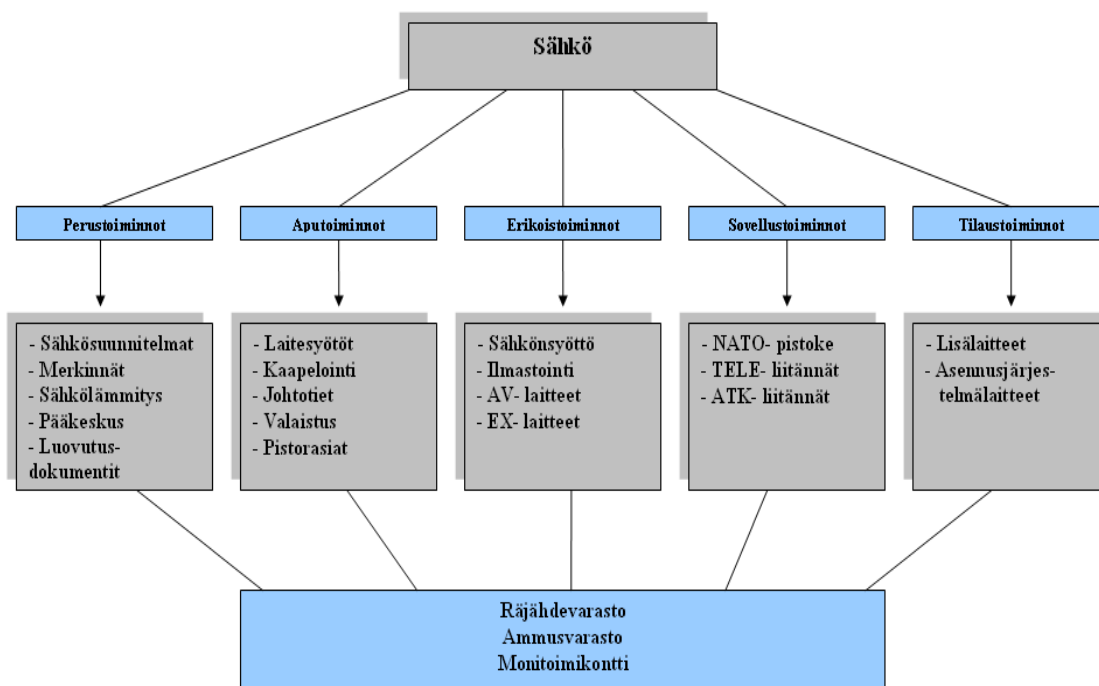 Sähkö
Perustoiminnot
Aputoiminnot
Erikoistoiminnot
Sovellustoiminnot
Tilaustoiminnot
- Sähkösuunnitelmat
- Merkinnät
- Sähkölämmitys
- Pääkeskus
- Luovutus-
dokumentit
- Laitesyötöt
- Kaapelointi
- Johtotiet
- Valaistus
- Pistorasiat
- Sähkönsyöttö
- Ilmastointi
- AV- laitteet
- EX- laitteet
- NATO- pistoke
- TELE- liitännät
- ATK- liitännät
- Lisälaitteet
- Asennusjärjes-
telmälaitteet
Räjähdevarasto
Ammusvarasto
Monitoimikontti